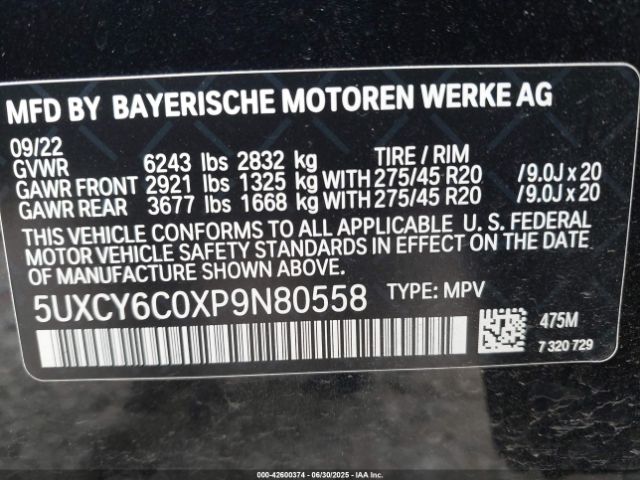 MFD BY BAYERISCHE MOTOREN WERKE AG
09/22
GVWR 6243 lbs 2832 kg TIRE / RIM
GAWR FRONT 2921 lbs 1325 kg WITH 275/45 R20 /9.0J x 20
GAWR REAR 3677 lbs 1668 kg WITH 275/45 R20 /9.0J x 20
THIS VEHICLE CONFORMS TO ALL APPLICABLE U. S. FEDERAL
MOTOR VEHICLE SAFETY STANDARDS IN EFFECT ON THE DATE
OF MANUFACTURE SHOWN ABOVE.
5UXCY6C0XP9N80558 TYPE: MPV
475M
7 320 729
000-42600374 - 06/30/2025 - IAAI Inc.